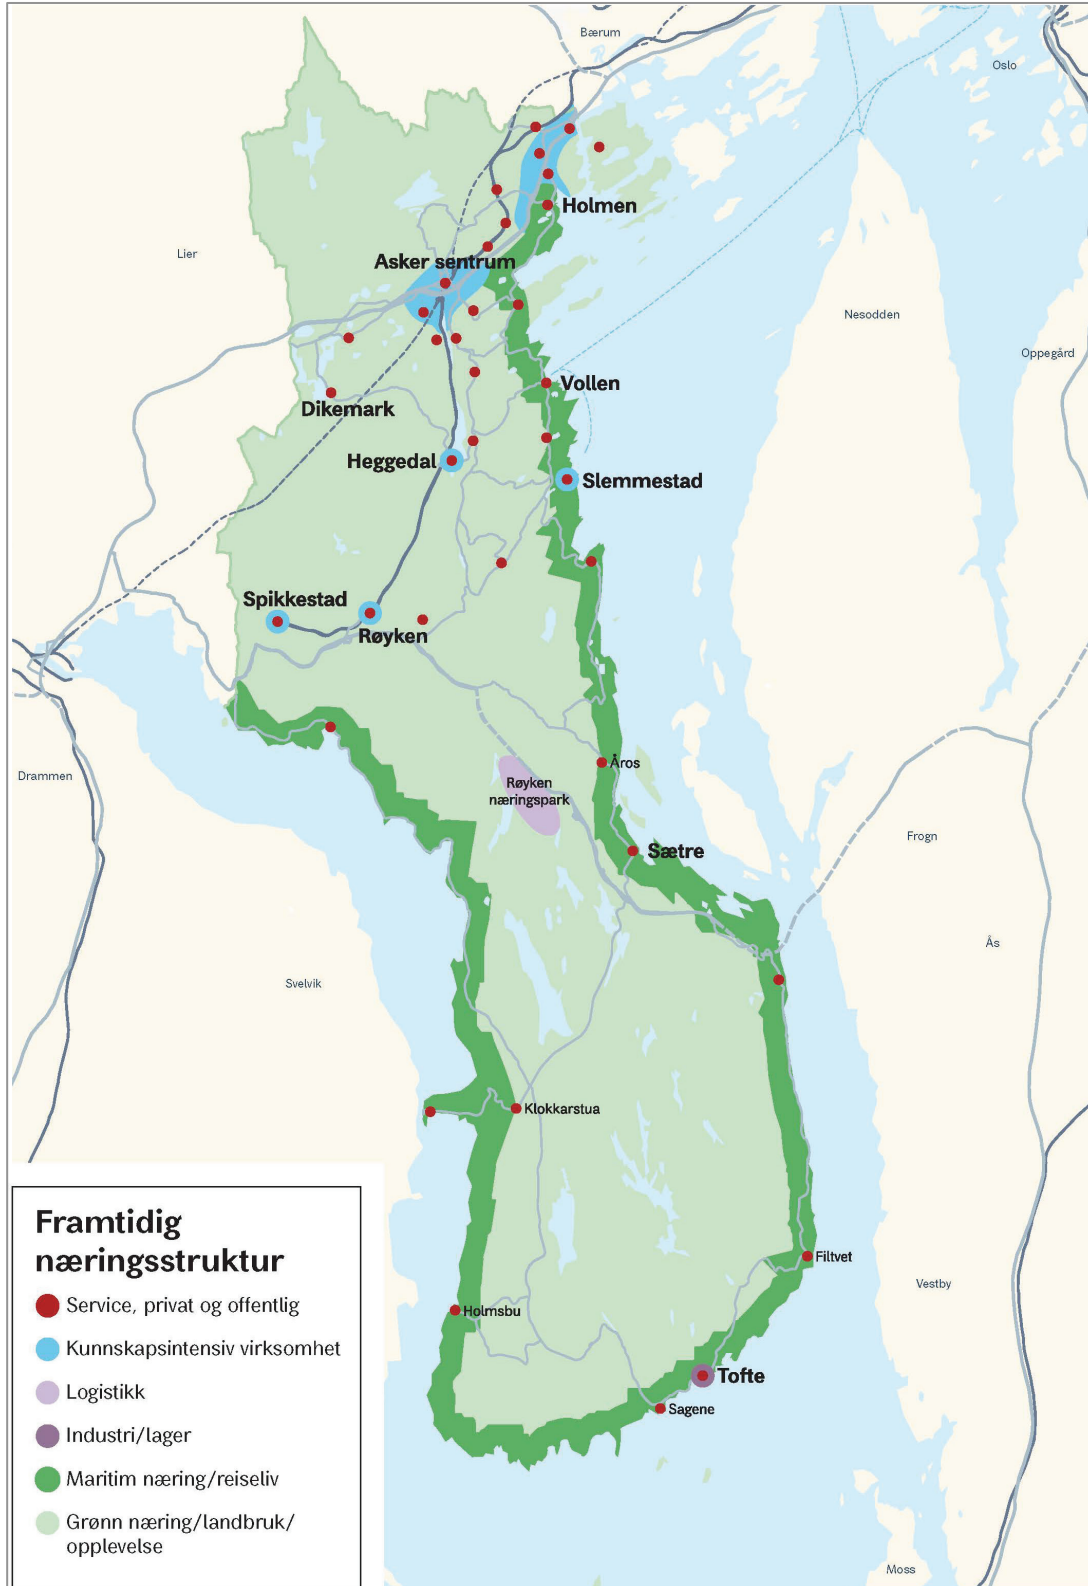 Bærum
Oslo
Holmen
Lier
Asker sentrum
Nesodden
Oppegård
Vollen
Dikemark
Heggedal
Slemmestad
Spikkestad
Røyken
Drammen
Åros
Røyken
næringspark
Frogn
Sætre
Ås
Svelvik
Klokkarstua
Filtvet
Vestby
Holmsbu
Tofte
Sagene
Moss
Framtidig
næringsstruktur
Service, privat og offentlig
Kunnskapsintensiv virksomhet
Logistikk
Industri/lager
Maritim næring/reiseliv
Grønn næring/landbruk/
opplevelse